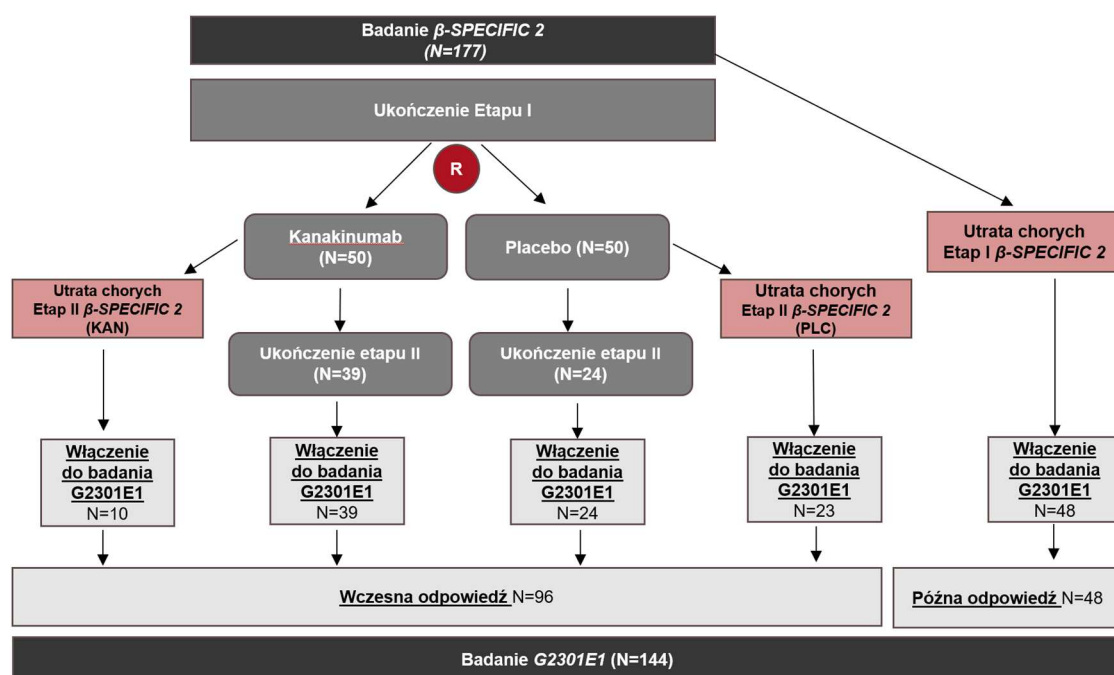 Badanie β-SPECIFIC 2
(N=177)
Ukończenie Etapu I
R
Kanakinumab
(N=50)
Placebo (N=50)
Utrata chorych
Etap I β-SPECIFIC 2
Utrata chorych
Etap II β-SPECIFIC 2
(KAN)
Utrata chorych
Etap II β-SPECIFIC 2
(PLC)
Ukończenie etapu II
(N=39)
Ukończenie etapu II
(N=24)
Włączenie
do badania
G2301E1
N=10
Włączenie
do badania
G2301E1
N=39
Włączenie
do badania
G2301E1
N=24
Włączenie
do badania
G2301E1
N=23
Włączenie
do badania
G2301E1
N=48
Wczesna odpowiedź N=96
Późna odpowiedź N=48
Badanie G2301E1 (N=144)